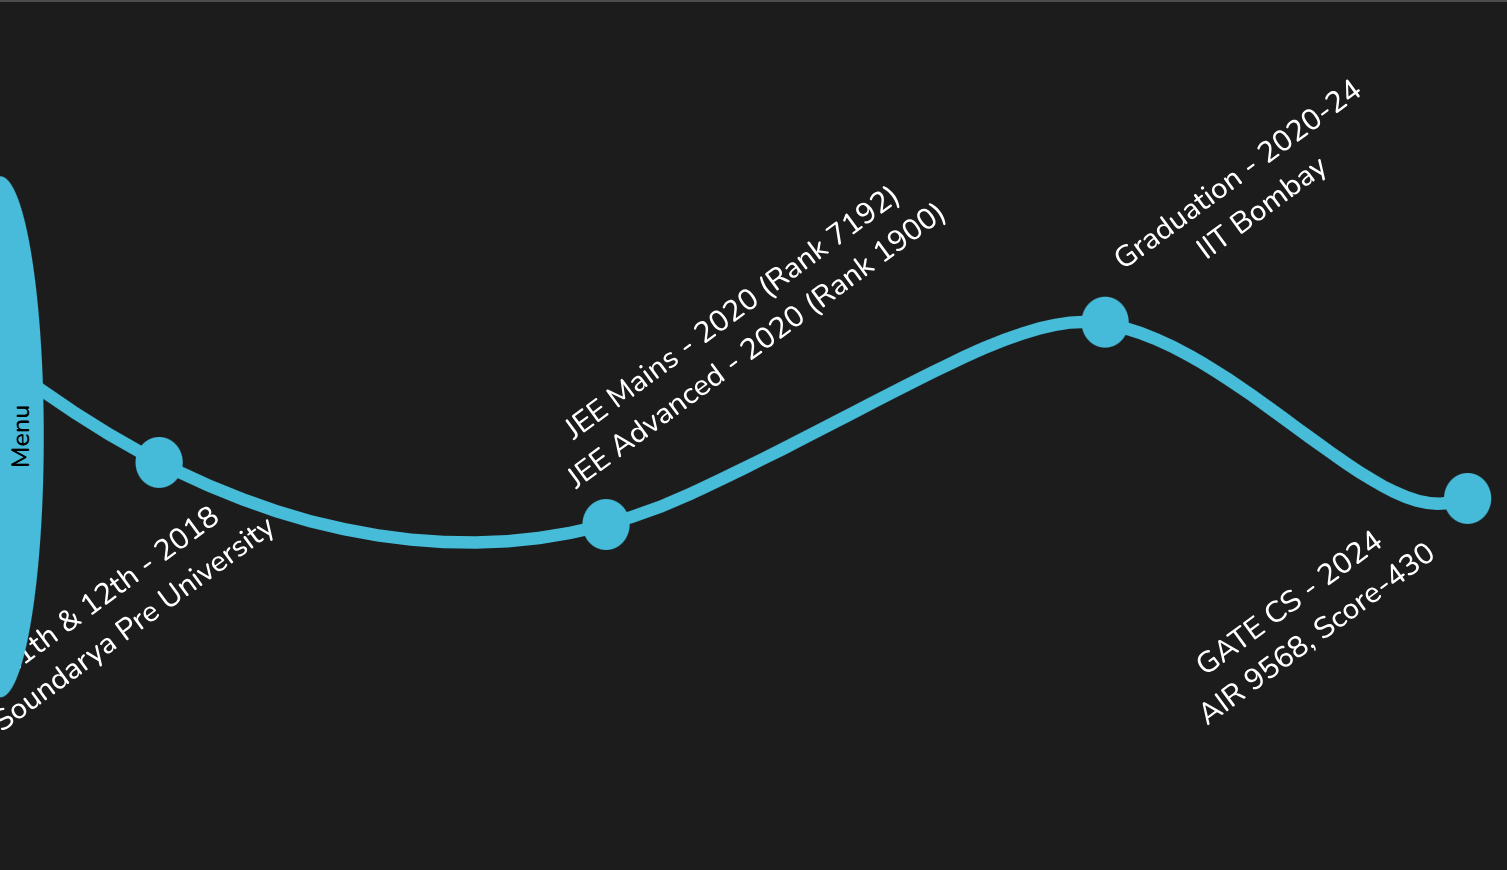 Menu
1th & 12th - 2018
Soundarya Pre University
JEE Mains - 2020 (Rank 7192)
JEE Advanced - 2020 (Rank 1900)
Graduation - 2020-24
IIT Bombay
GATE CS - 2024
AIR 9568, Score-430